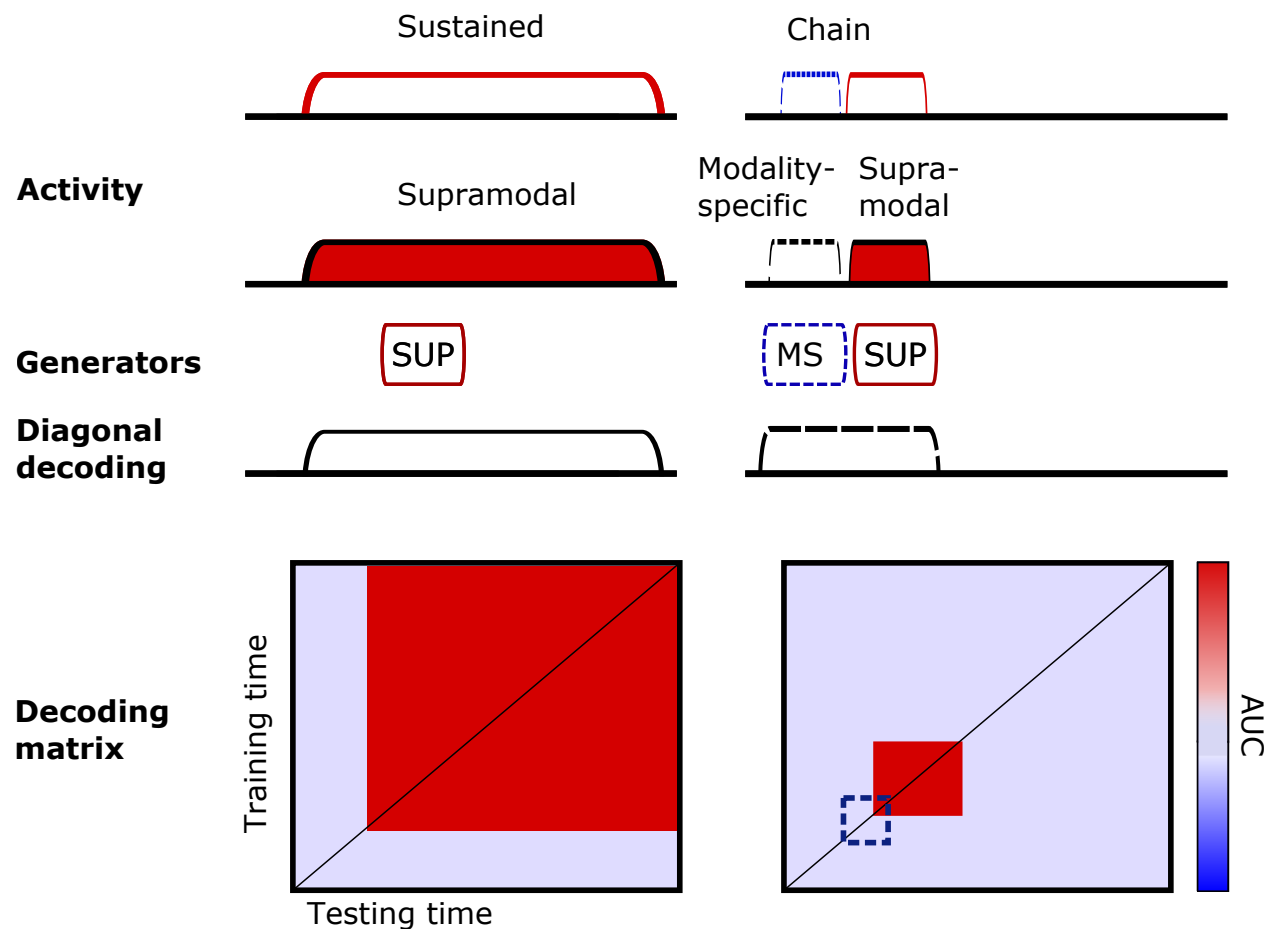 Sustained
Chain
Activity
Supramodal
Modality-
specific
Supra-
modal
Generators
SUP
MS
SUP
Diagonal
decoding
Decoding
matrix
Training time
Testing time
AUC